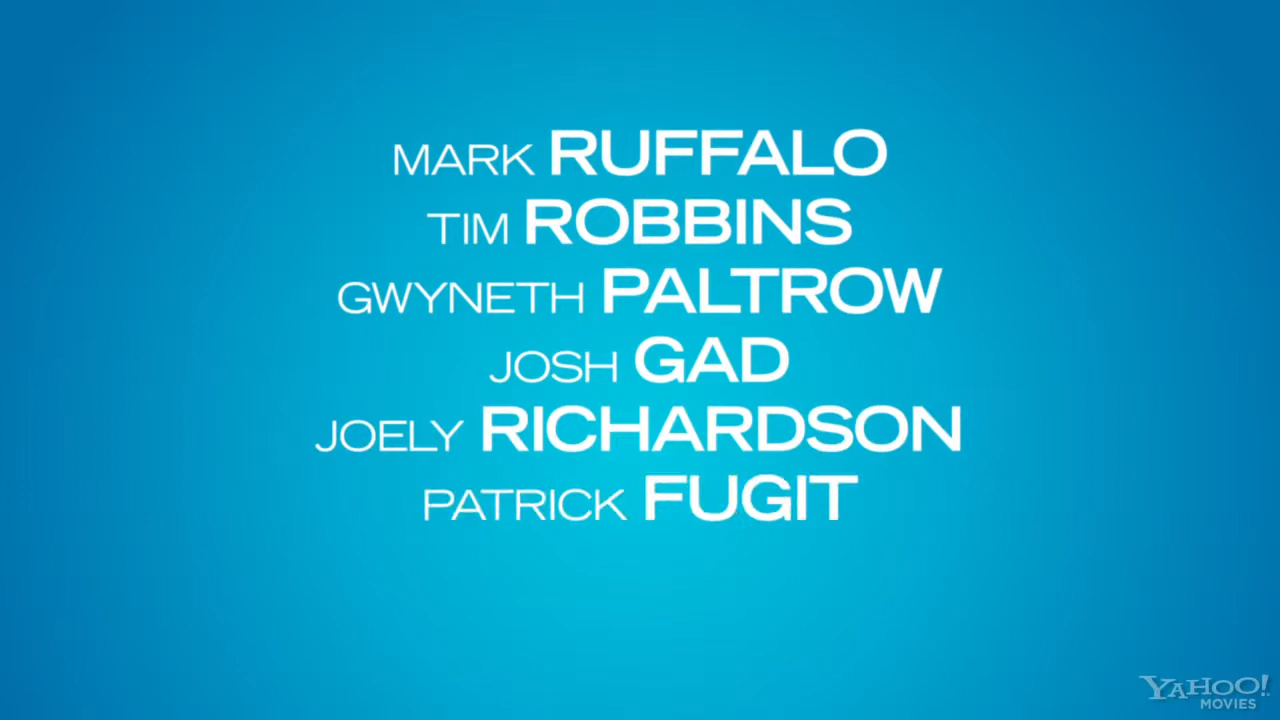 MARK RUFFALO
TIM ROBBINS
GWYNETH PALTROW
JOSH GAD
JOELY RICHARDSON
PATRICK FUGIT
YAHOO!
MOVIES